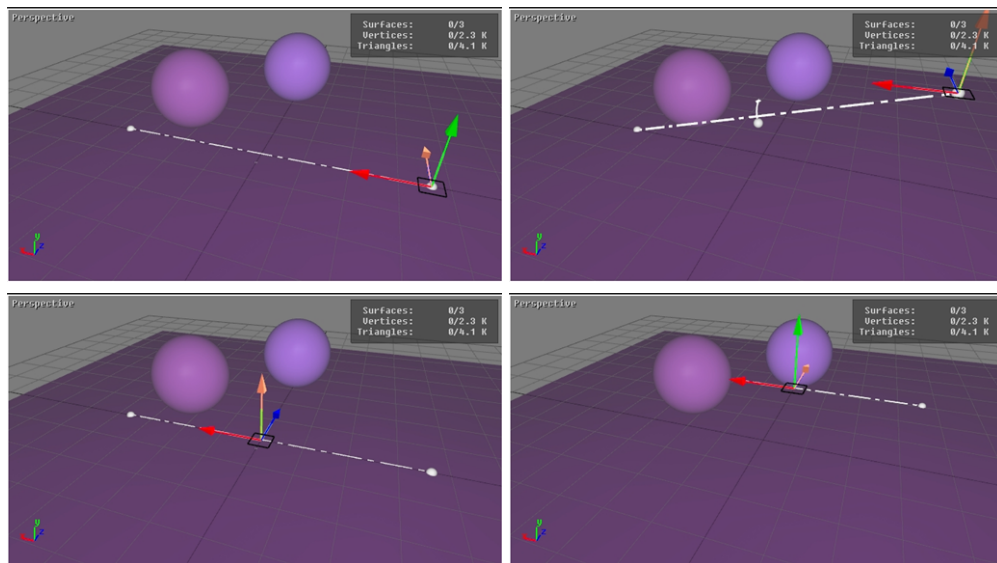 Perspective
Surfaces: 0/3
Vertices: 0/2.3 K
Triangles: 0/4.1 K
y
z
Perspective
Surfaces: 0/3
Vertices: 0/2.3 K
Triangles: 0/4.1 K
y
z
Perspective
Surfaces: 0/3
Vertices: 0/2.3 K
Triangles: 0/4.1 K
y
z
Perspective
Surfaces: 0/3
Vertices: 0/2.3 K
Triangles: 0/4.1 K
y
z